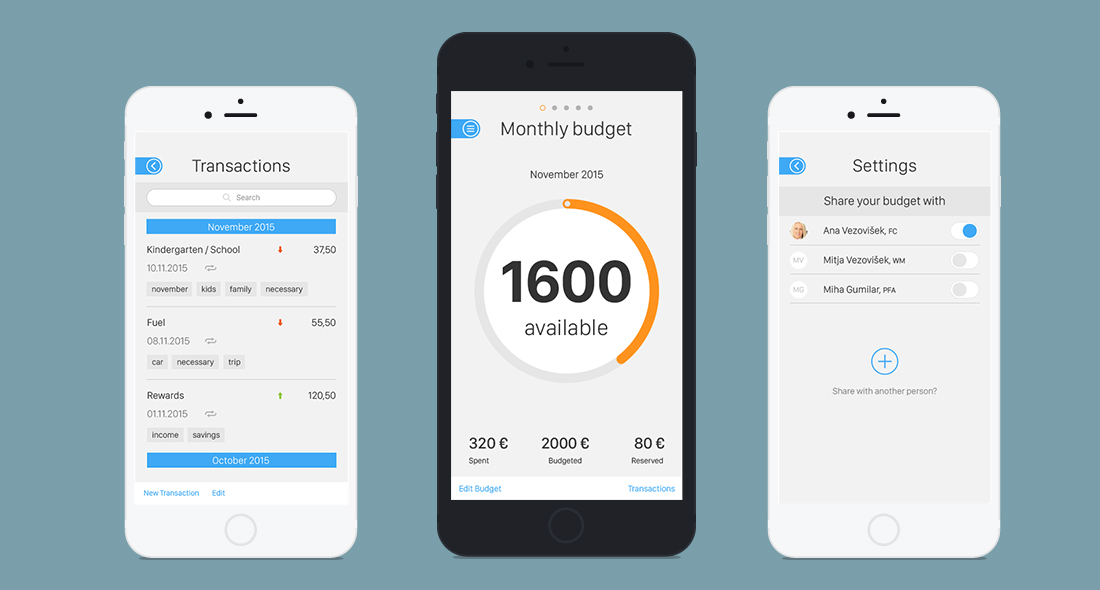 Transactions
Search
November 2015
Kindergarten / School 37,50
10.11.2015
november kids family necessary
Fuel 55,50
08.11.2015
car necessary trip
Rewards 120,50
01.11.2015
income savings
October 2015
New Transaction Edit
Monthly budget
November 2015
1600
available
320 € 2000 € 80 €
Spent Budgeted Reserved
Edit Budget Transactions
Settings
Share your budget with
Ana Vezovišek, FC
MV Mitja Vezovišek, WM
MG Miha Gumilar, PFA
Share with another person?